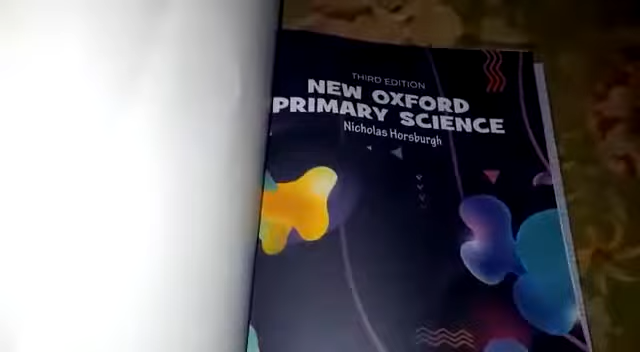 THIRD EDITION
NEW OXFORD
PRIMARY SCIENCE
Nicholas Horsburgh